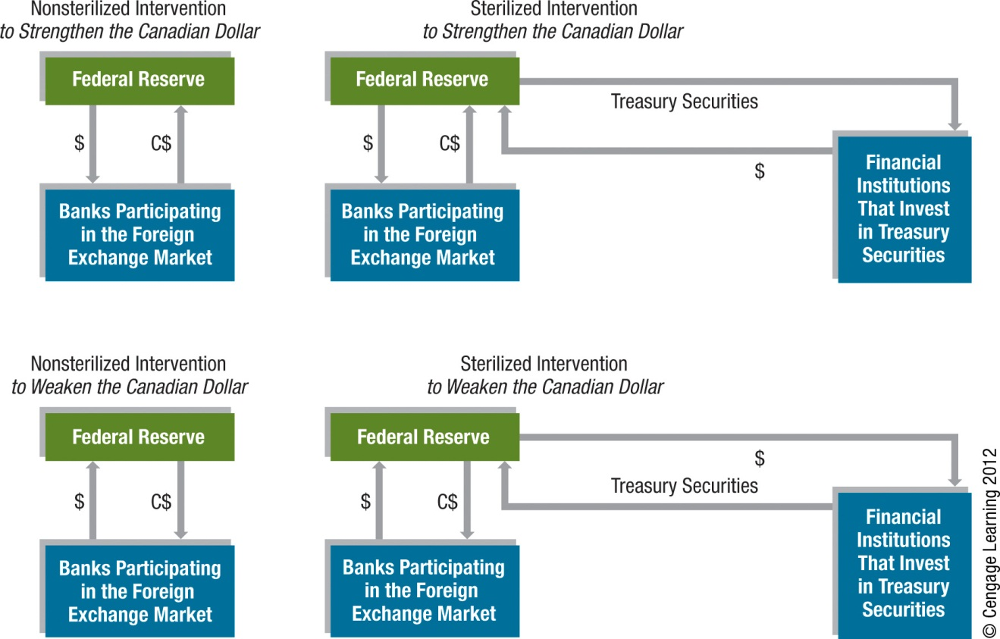 Nonsterilized Intervention
to Strengthen the Canadian Dollar
Federal Reserve
$
C$
Banks Participating
in the Foreign
Exchange Market
Sterilized Intervention
to Strengthen the Canadian Dollar
Federal Reserve
Treasury Securities
$
C$
$
Banks Participating
in the Foreign
Exchange Market
Financial
Institutions
That Invest
in Treasury
Securities
Nonsterilized Intervention
to Weaken the Canadian Dollar
Federal Reserve
$
C$
Banks Participating
in the Foreign
Exchange Market
Sterilized Intervention
to Weaken the Canadian Dollar
Federal Reserve
$
Treasury Securities
$
C$
Banks Participating
in the Foreign
Exchange Market
Financial
Institutions
That Invest
in Treasury
Securities
© Cengage Learning 2012